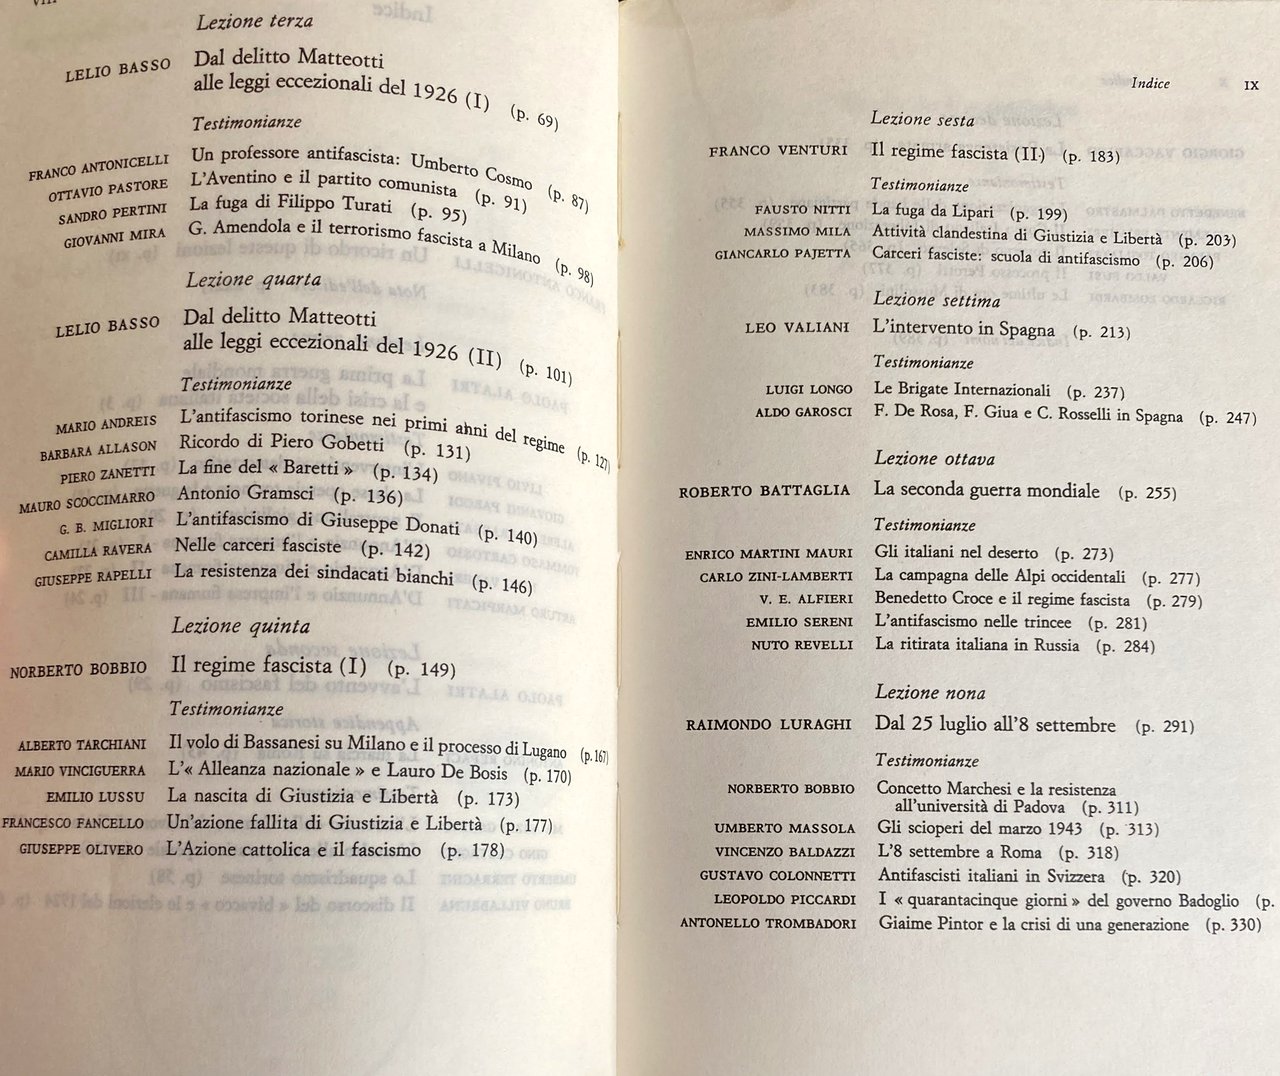 VIII
Lezione terza
LELIO BASSO Dal delitto Matteotti
alle leggi eccezionali del 1926 (I) (p. 69)
Testimonianze
FRANCO ANTONICELLI Un professore antifascista: Umberto Cosmo (p. 87)
OTTAVIO PASTORE L'Aventino e il partito comunista (p. 91)
SANDRO PERTINI La fuga di Filippo Turati (p. 95)
GIOVANNI MIRA G. Amendola e il terrorismo fascista a Milano (p. 98)
Lezione quarta
LELIO BASSO Dal delitto Matteotti
alle leggi eccezionali del 1926 (II) (p. 101)
Testimonianze
MARIO ANDREIS L'antifascismo torinese nei primi anni del regime (p. 127)
BARBARA ALLASON Ricordo di Piero Gobetti (p. 131)
PIERO ZANETTI La fine del « Baretti » (p. 134)
MAURO SCOCCIMARRO Antonio Gramsci (p. 136)
G. B. MIGLIORI L'antifascismo di Giuseppe Donati (p. 140)
CAMILLA RAVERA Nelle carceri fasciste (p. 142)
GIUSEPPE RAPELLI La resistenza dei sindacati bianchi (p. 146)
Lezione quinta
NORBERTO BOBBIO Il regime fascista (I) (p. 149)
Testimonianze
ALBERTO TARCHIANI Il volo di Bassanesi su Milano e il processo di Lugano (p. 167)
MARIO VINCIGUERRA L'« Alleanza nazionale » e Lauro De Bosis (p. 170)
EMILIO LUSSU La nascita di Giustizia e Libertà (p. 173)
FRANCESCO FANCELLO Un'azione fallita di Giustizia e Libertà (p. 177)
GIUSEPPE OLIVERO L'Azione cattolica e il fascismo (p. 178)
Indice IX
Lezione sesta
FRANCO VENTURI Il regime fascista (II) (p. 183)
Testimonianze
FAUSTO NITTI La fuga da Lipari (p. 199)
MASSIMO MILA Attività clandestina di Giustizia e Libertà (p. 203)
GIANCARLO PAJETTA Carceri fasciste: scuola di antifascismo (p. 206)
Lezione settima
LEO VALIANI L'intervento in Spagna (p. 213)
Testimonianze
LUIGI LONGO Le Brigate Internazionali (p. 237)
ALDO GAROSCI F. De Rosa, F. Giua e C. Rosselli in Spagna (p. 247)
Lezione ottava
ROBERTO BATTAGLIA La seconda guerra mondiale (p. 255)
Testimonianze
ENRICO MARTINI MAURI Gli italiani nel deserto (p. 273)
CARLO ZINI-LAMBERTI La campagna delle Alpi occidentali (p. 277)
V. E. ALFIERI Benedetto Croce e il regime fascista (p. 279)
EMILIO SERENI L'antifascismo nelle trincee (p. 281)
NUTO REVELLI La ritirata italiana in Russia (p. 284)
Lezione nona
RAIMONDO LURAGHI Dal 25 luglio all'8 settembre (p. 291)
Testimonianze
NORBERTO BOBBIO Concetto Marchesi e la resistenza
all'università di Padova (p. 311)
UMBERTO MASSOLA Gli scioperi del marzo 1943 (p. 313)
VINCENZO BALDAZZI L'8 settembre a Roma (p. 318)
GUSTAVO COLONNETTI Antifascisti italiani in Svizzera (p. 320)
LEOPOLDO PICCARDI I « quarantacinque giorni » del governo Badoglio (p.
ANTONELLO TROMBADORI Giaime Pintor e la crisi di una generazione (p. 330)